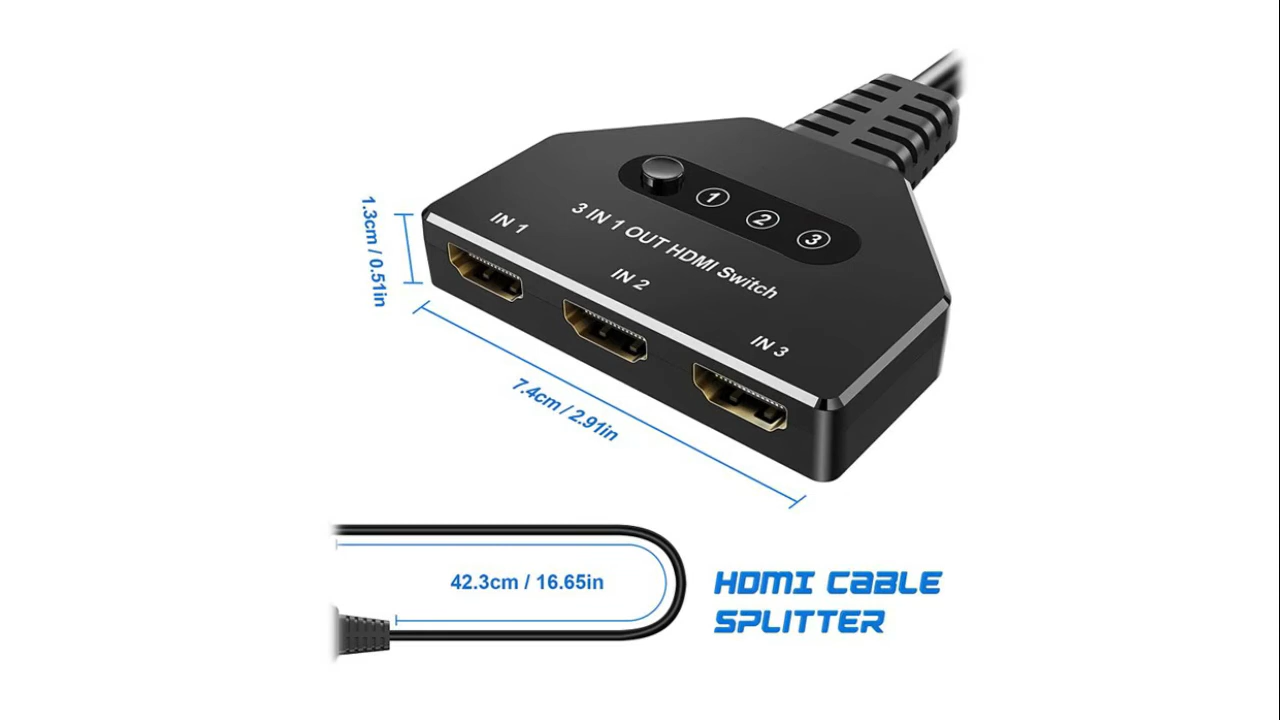 1
2
3
3 IN 1 OUT HDMI Switch
IN 1
IN 2
IN 3
1.3cm / 0.51in
7.4cm / 2.91in
42.3cm / 16.65in
HDMI CABLE
SPLITTER